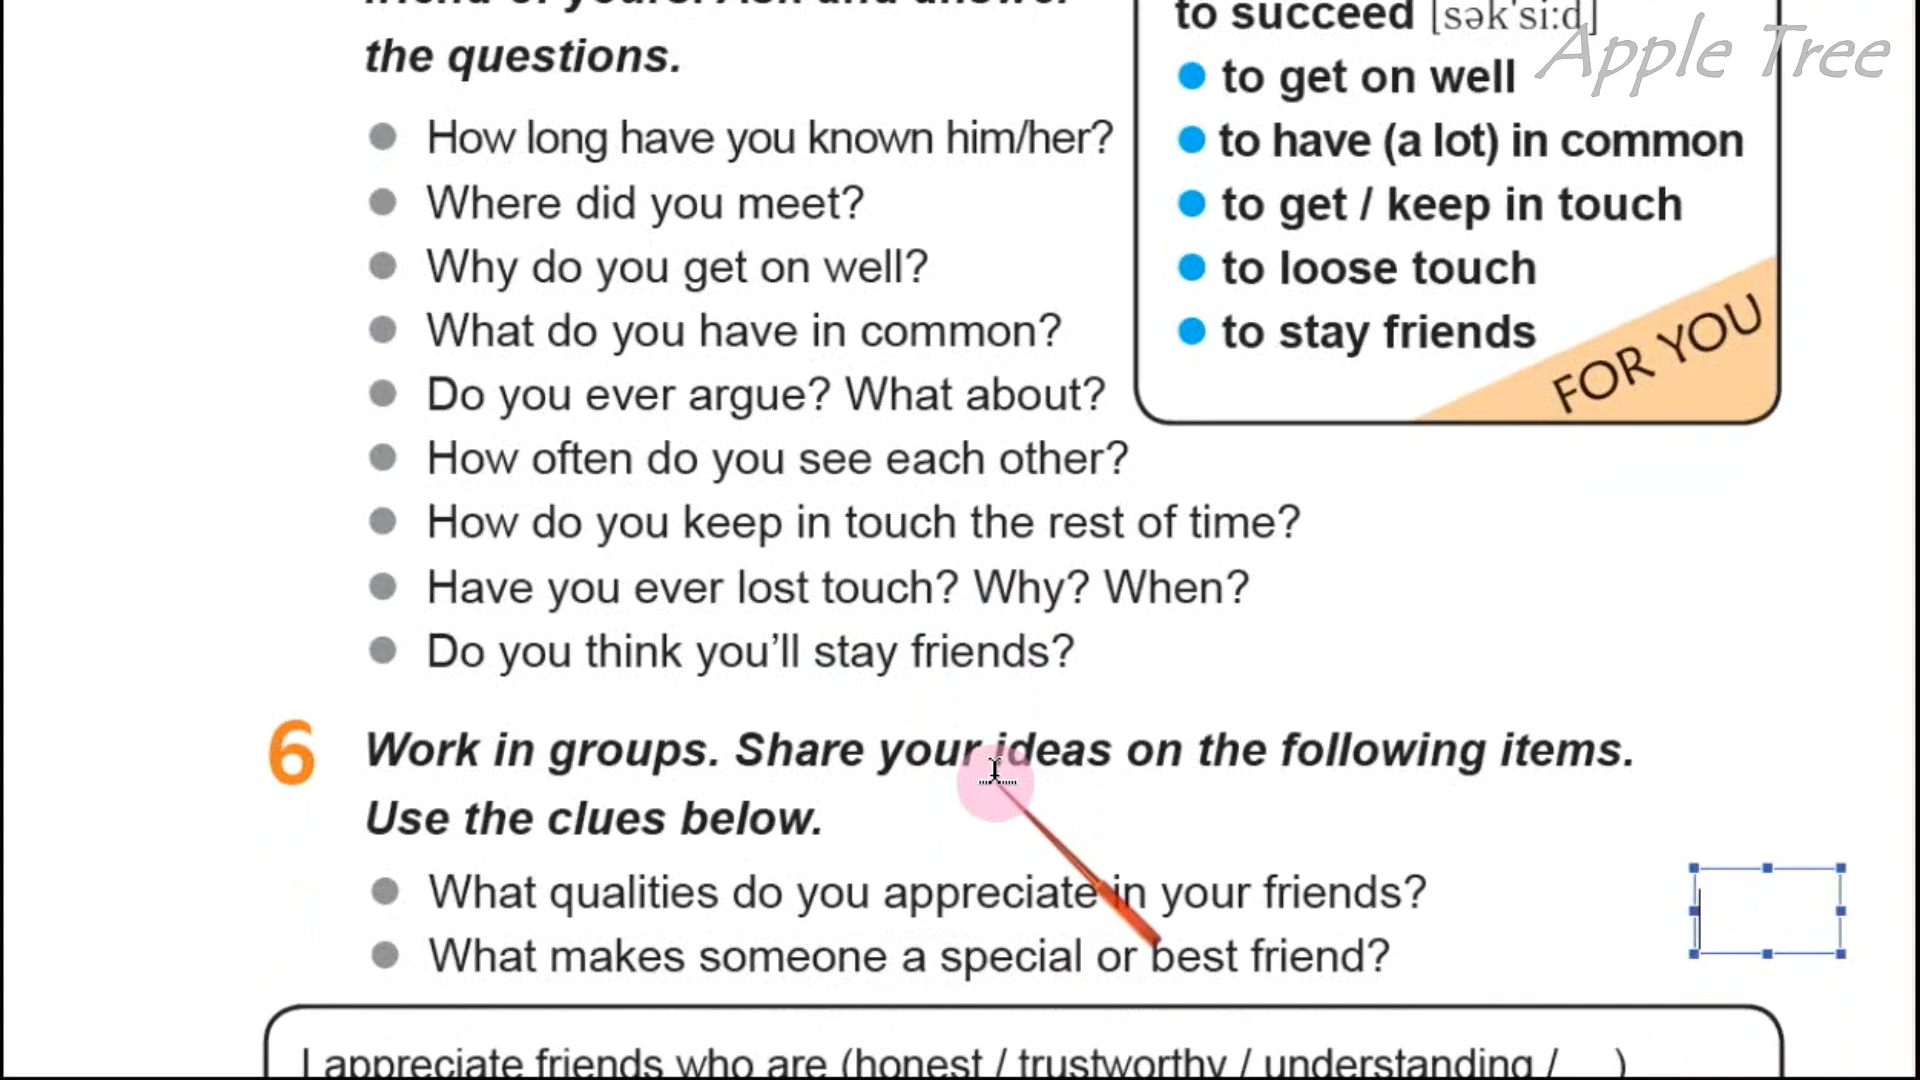 friend of yours. Ask and answer
the questions.
How long have you known him/her?
Where did you meet?
Why do you get on well?
What do you have in common?
Do you ever argue? What about?
How often do you see each other?
How do you keep in touch the rest of time?
Have you ever lost touch? Why? When?
Do you think you'll stay friends?
to succeed [sək'si:d]
Apple Tree
to get on well
to have (a lot) in common
to get / keep in touch
to loose touch
to stay friends
FOR YOU
6 Work in groups. Share your ideas on the following items.
Use the clues below.
What qualities do you appreciate in your friends?
What makes someone a special or best friend?
I appreciate friends who are (honest / trustworthy / understanding / ...)